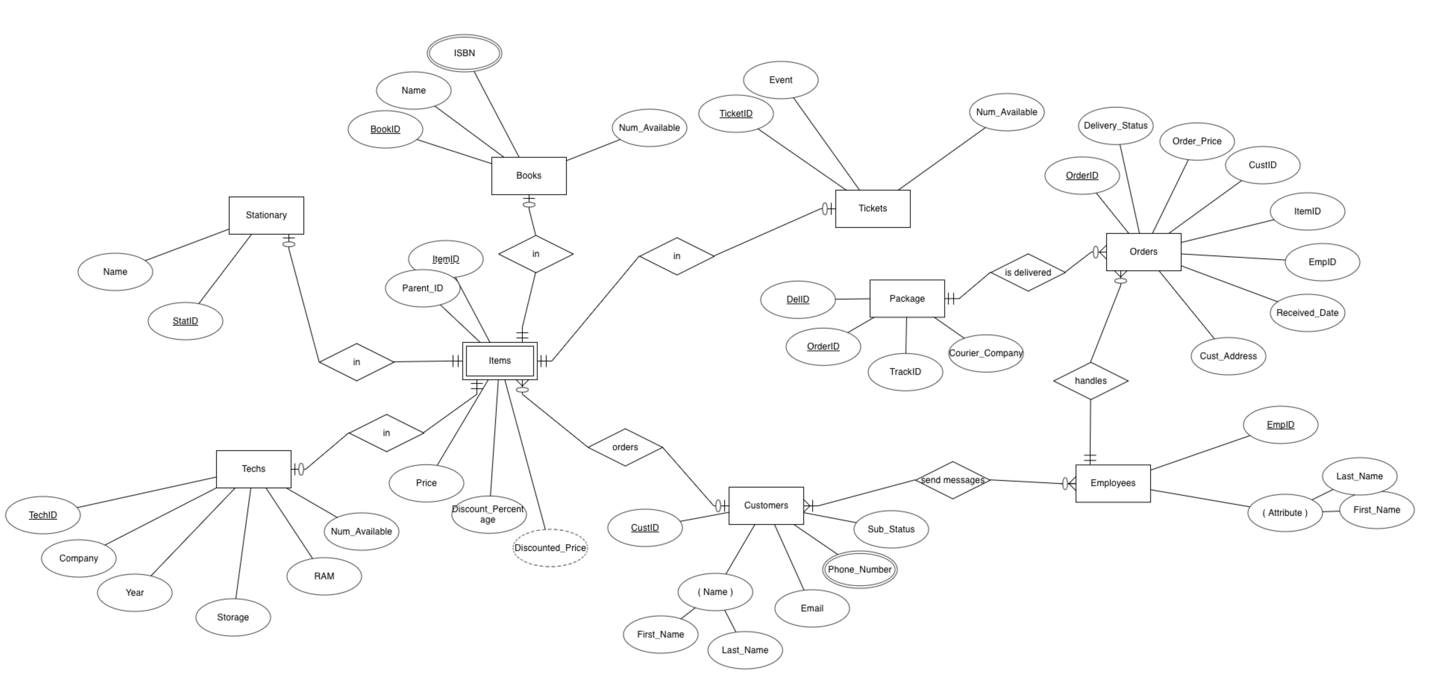 ISBN
Name
BookID
Num_Available
Books
Event
TicketID
Num_Available
Tickets
Delivery_Status
Order_Price
OrderID
CustID
ItemID
Orders
EmpID
Received_Date
Cust_Address
Stationary
Name
StatID
in
in
in
is delivered
ItemID
Parent_ID
Items
DelID
Package
OrderID
TrackID
Courier_Company
handles
in
orders
send messages
Techs
TechID
Company
Year
Storage
RAM
Num_Available
Price
Discount_Percent
age
Discounted_Price
Customers
CustID
Sub_Status
Phone_Number
Email
( Name )
First_Name
Last_Name
Employees
EmpID
( Attribute )
Last_Name
First_Name